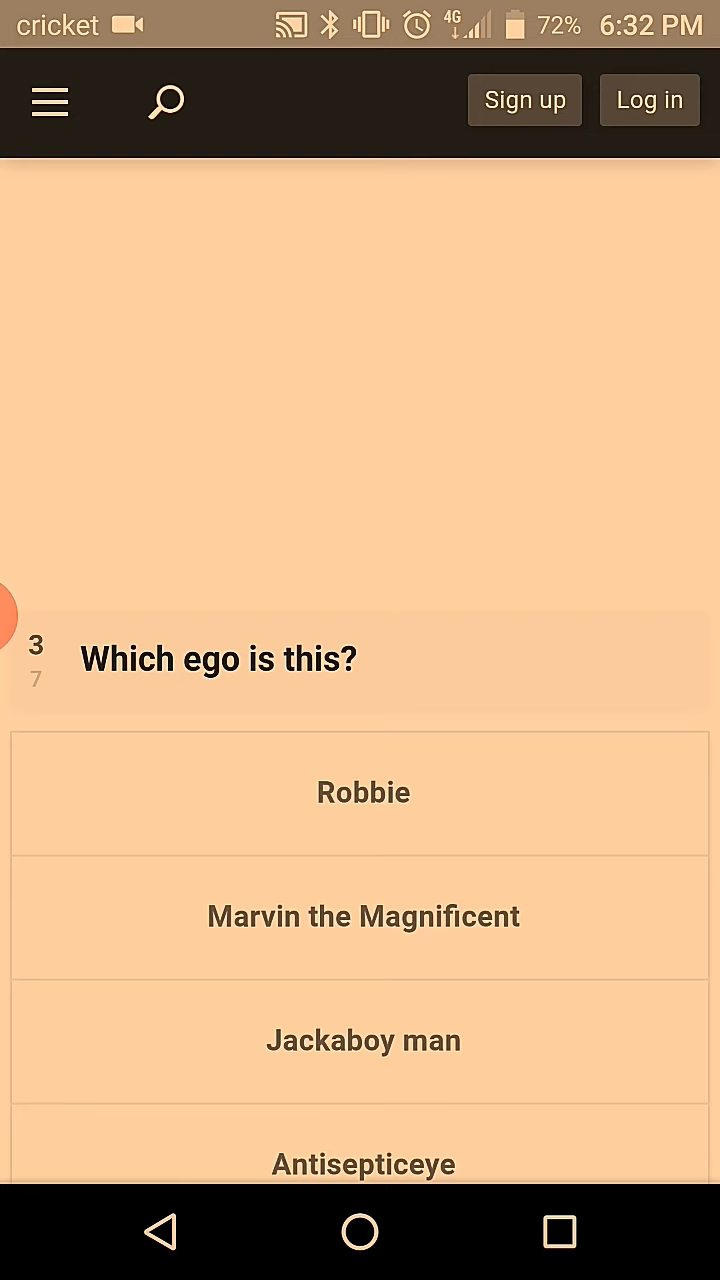 cricket 4G 72% 6:32 PM
Sign up Log in
3
7
Which ego is this?
Robbie
Marvin the Magnificent
Jackaboy man
Antisepticeye